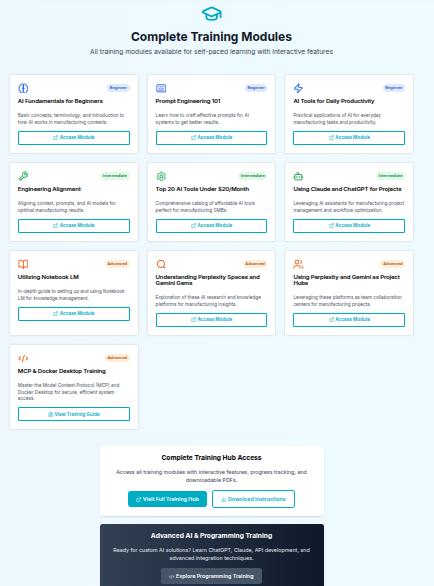 Complete Training Modules
All training modules available for self-paced learning with interactive features
Beginner
AI Fundamentals for Beginners
Basic concepts, terminology, and introduction to
how AI works in manufacturing contexts.
Access Module
Beginner
Prompt Engineering 101
Learn how to craft effective prompts for AI
systems to get better results.
Access Module
Beginner
AI Tools for Daily Productivity
Practical applications of AI for everyday
manufacturing tasks and productivity.
Access Module
Intermediate
Engineering Alignment
Aligning context, prompts, and AI models for
optimal manufacturing results.
Access Module
Intermediate
Top 20 AI Tools Under $20/Month
Comprehensive catalog of affordable AI tools
perfect for manufacturing SMBs.
Access Module
Intermediate
Using Claude and ChatGPT for Projects
Leveraging AI assistants for manufacturing project
management and workflow optimization.
Access Module
Advanced
Utilizing Notebook LM
In-depth guide to setting up and using Notebook
LM for knowledge management.
Access Module
Advanced
Understanding Perplexity Spaces and
Gemini Gems
Exploration of these AI research and knowledge
platforms for manufacturing insights.
Access Module
Advanced
Using Perplexity and Gemini as Project
Hubs
Leveraging these platforms as team collaboration
centers for manufacturing projects.
Access Module
Advanced
MCP & Docker Desktop Training
Master the Model Context Protocol (MCP) and
Docker Desktop for secure, efficient AI
access.
View Training Guide
Complete Training Hub Access
Access all training modules with interactive features, progress tracking, and
downloadable PDFs.
Visit Full Training Hub
Download Instructions
Advanced AI & Programming Training
Ready for custom AI solutions? Learn ChatGPT, Claude, API development, and
advanced integration techniques.
Explore Programming Training